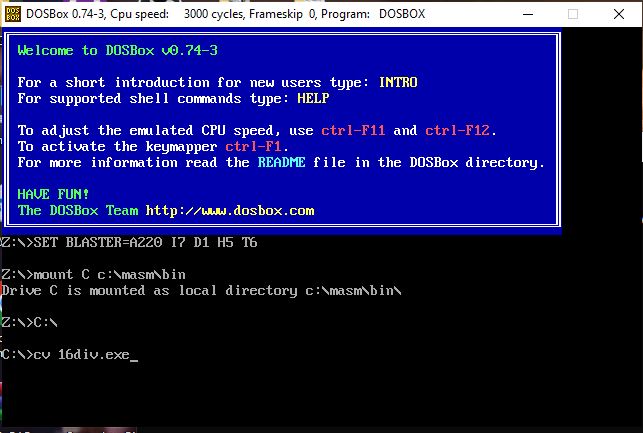 DOSBox 0.74-3, Cpu speed: 3000 cycles, Frameskip 0, Program: DOSBOX
Welcome to DOSBox v0.74-3
For a short introduction for new users type: INTRO
For supported shell commands type: HELP
To adjust the emulated CPU speed, use ctrl-F11 and ctrl-F12.
To activate the keymapper ctrl-F1.
For more information read the README file in the DOSBox directory.
HAVE FUN!
The DOSBox Team http://www.dosbox.com
Z:\>SET BLASTER=A220 I7 D1 H5 T6
Z:\>mount C c:\masm\bin
Drive C is mounted as local directory c:\masm\bin\
Z:\>C:\
C:\>cv 16div.exe_